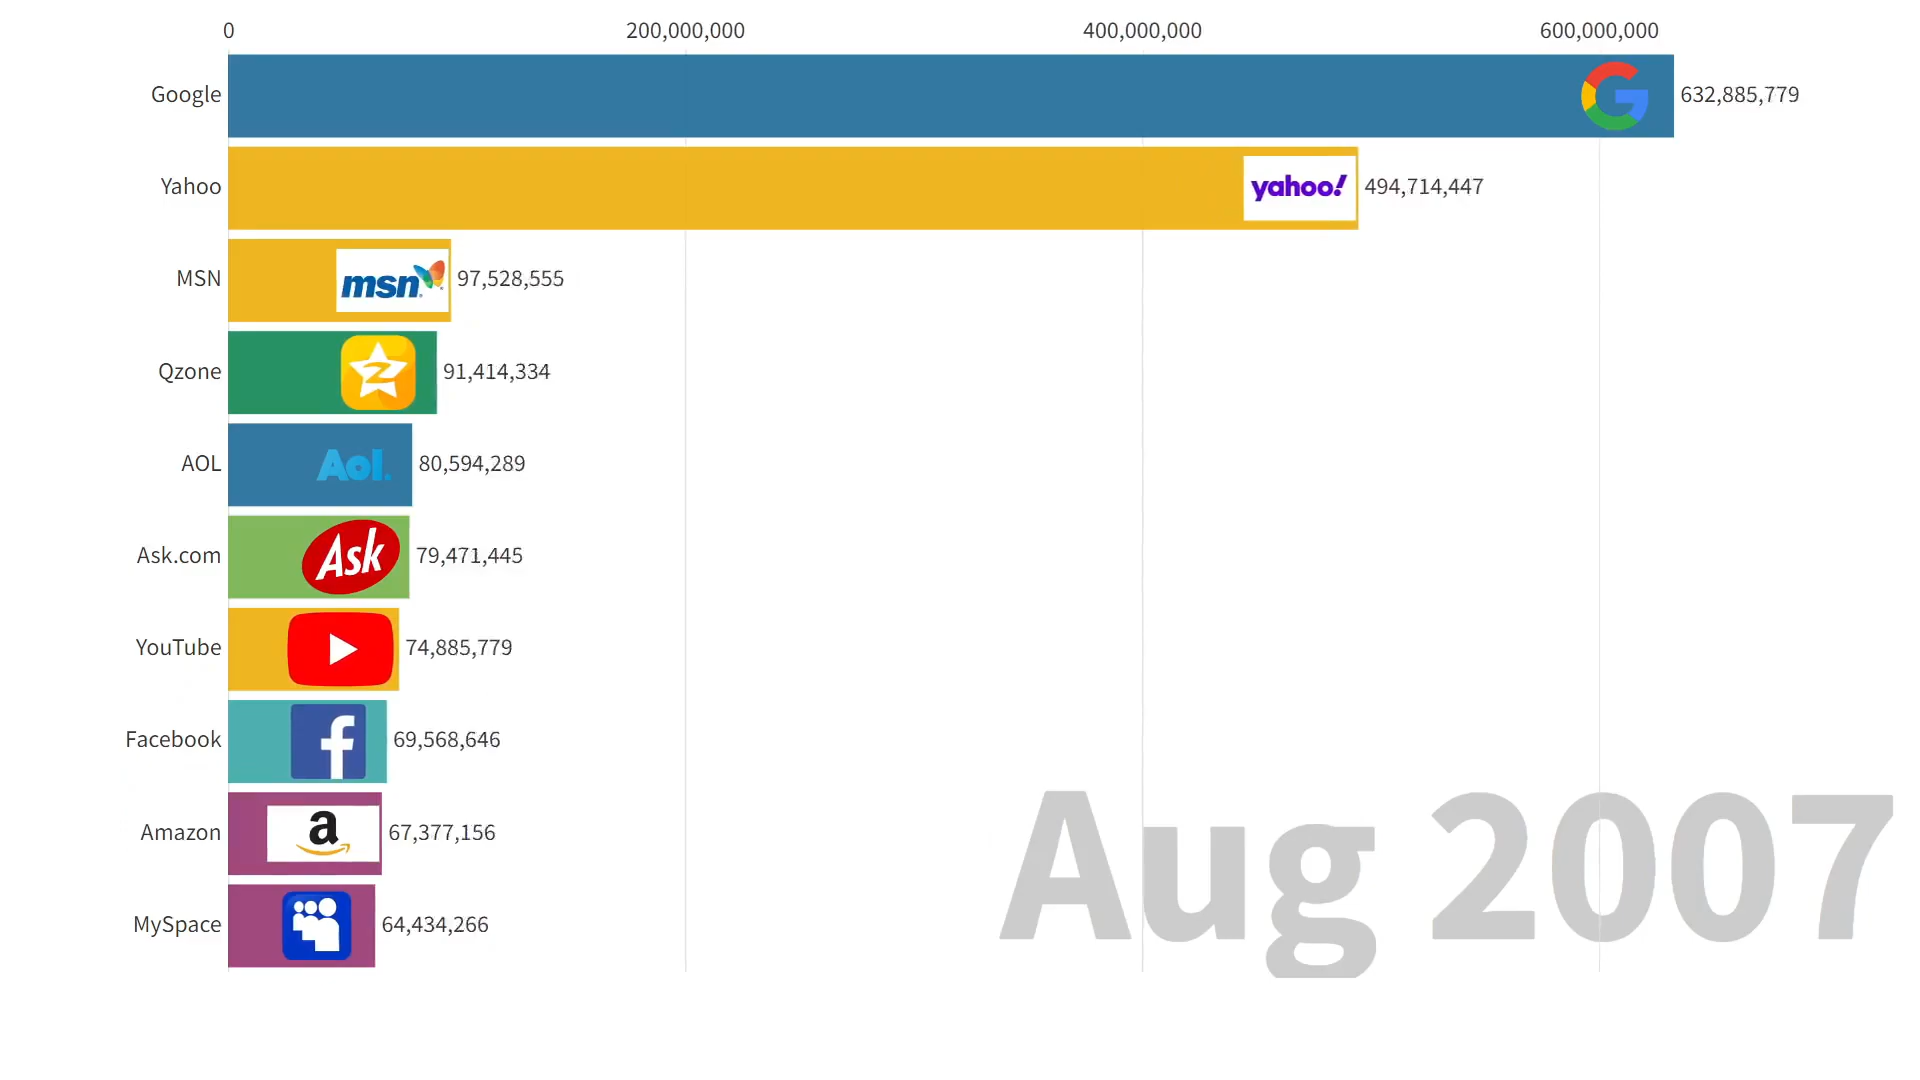 0 200,000,000 400,000,000 600,000,000
Google 632,885,779
Yahoo yahoo! 494,714,447
MSN msn 97,528,555
Qzone 91,414,334
AOL Aol. 80,594,289
Ask.com Ask 79,471,445
YouTube 74,885,779
Facebook f 69,568,646
Amazon a 67,377,156
MySpace 64,434,266
Aug 2007